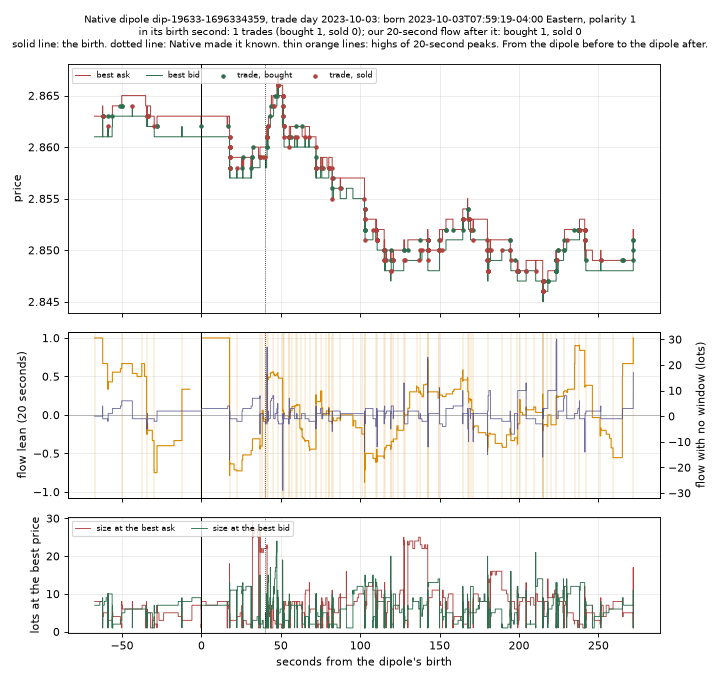 Native dipole dip-19633-1696334359, trade day 2023-10-03: born 2023-10-03T07:59:19-04:00 Eastern, polarity 1
in its birth second: 1 trades (bought 1, sold 0); our 20-second flow after it: bought 1, sold 0
solid line: the birth. dotted line: Native made it known. thin orange lines: highs of 20-second peaks. From the dipole before to the dipole after.
best ask best bid trade, bought trade, sold
2.865
2.860
2.855
2.850
2.845
price
1.0
0.5
0.0
−0.5
−1.0
flow lean (20 seconds)
30
20
10
0
−10
−20
−30
flow with no window (lots)
size at the best ask size at the best bid
30
20
10
0
lots at the best price
−50 0 50 100 150 200 250
seconds from the dipole's birth